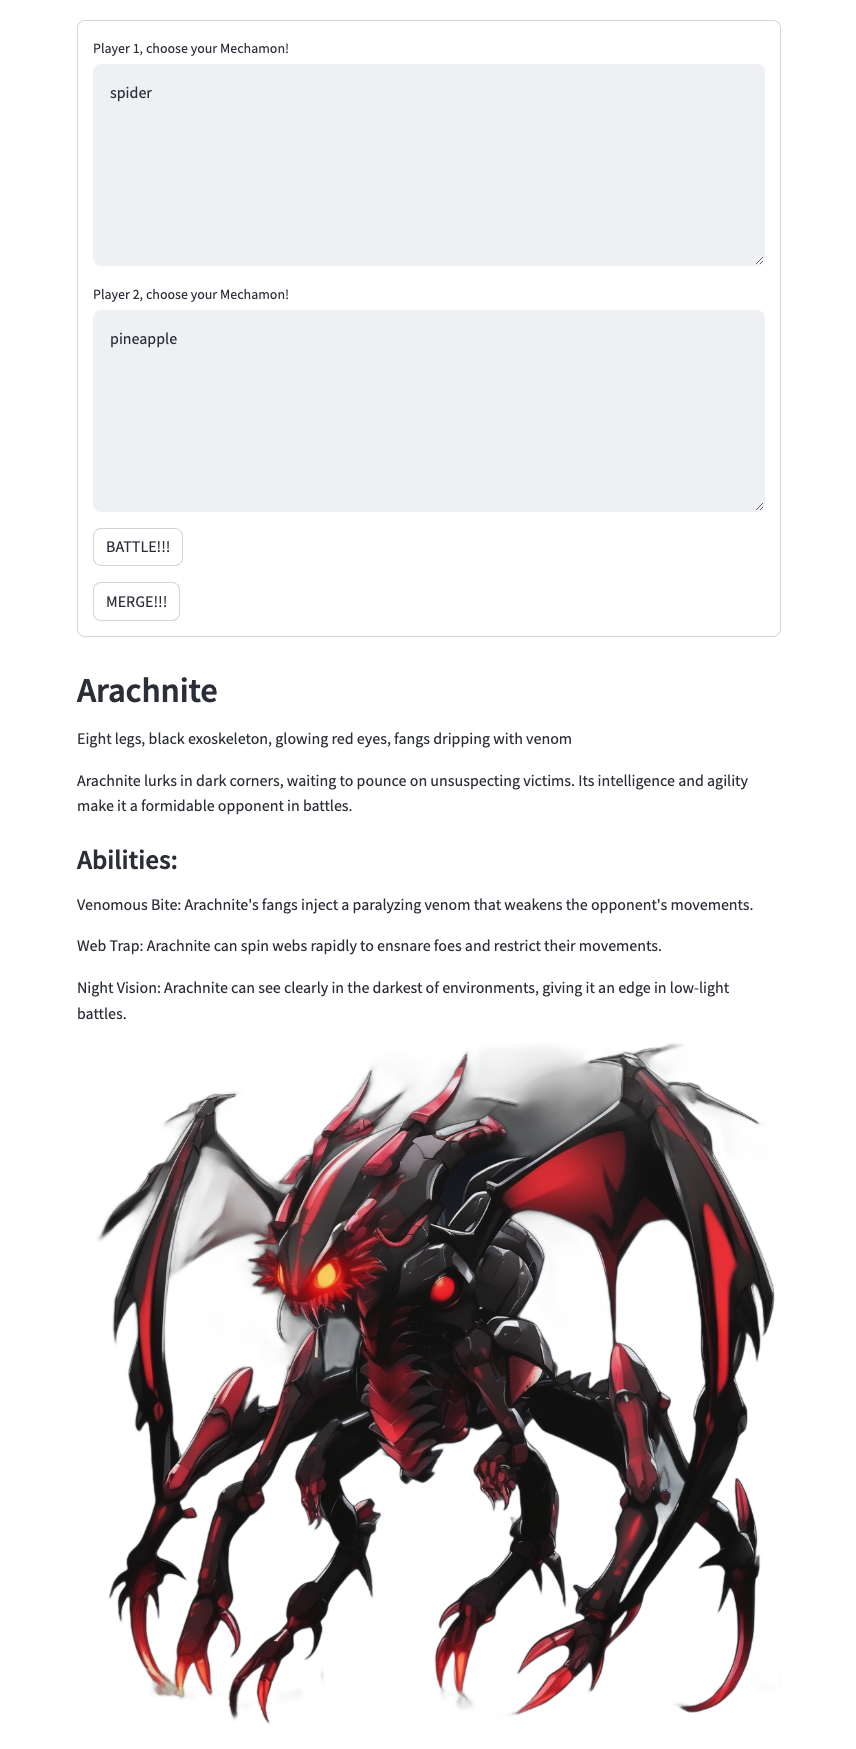 Player 1, choose your Mechamon!
spider
Player 2, choose your Mechamon!
pineapple
BATTLE!!!
MERGE!!!
Arachnite
Eight legs, black exoskeleton, glowing red eyes, fangs dripping with venom
Arachnite lurks in dark corners, waiting to pounce on unsuspecting victims. Its intelligence and agility
make it a formidable opponent in battles.
Abilities:
Venomous Bite: Arachnite's fangs inject a paralyzing venom that weakens the opponent's movements.
Web Trap: Arachnite can spin webs rapidly to ensnare foes and restrict their movements.
Night Vision: Arachnite can see clearly in the darkest of environments, giving it an edge in low-light
battles.